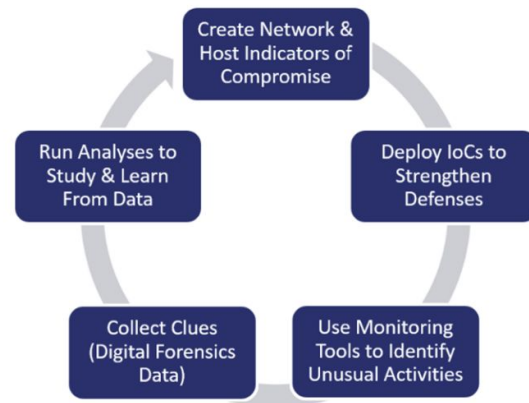 Create Network &
Host Indicators of
Compromise
Deploy IoCs to
Strengthen
Defenses
Use Monitoring
Tools to Identify
Unusual Activities
Collect Clues
(Digital Forensics
Data)
Run Analyses to
Study & Learn
From Data